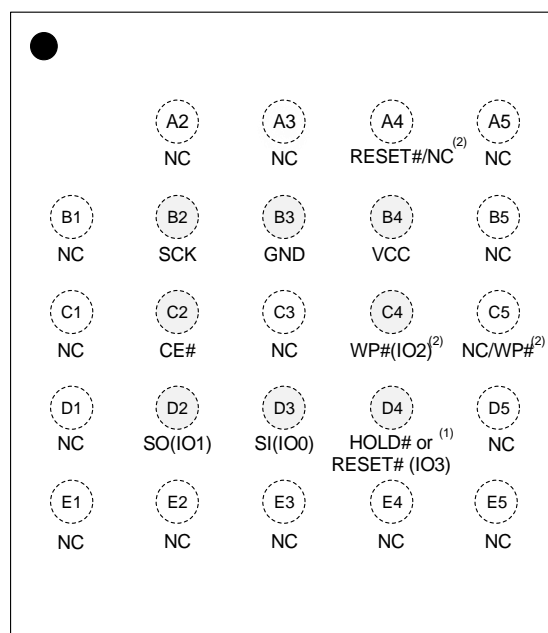 A2 A3 A4 A5
NC NC RESET#/NC(2) NC
B1 B2 B3 B4 B5
NC SCK GND VCC NC
C1 C2 C3 C4 C5
NC CE# NC WP#(IO2)(2) NC/WP#(2)
D1 D2 D3 D4 D5
NC SO(IO1) SI(IO0) HOLD# or (1) NC
RESET# (IO3)
E1 E2 E3 E4 E5
NC NC NC NC NC